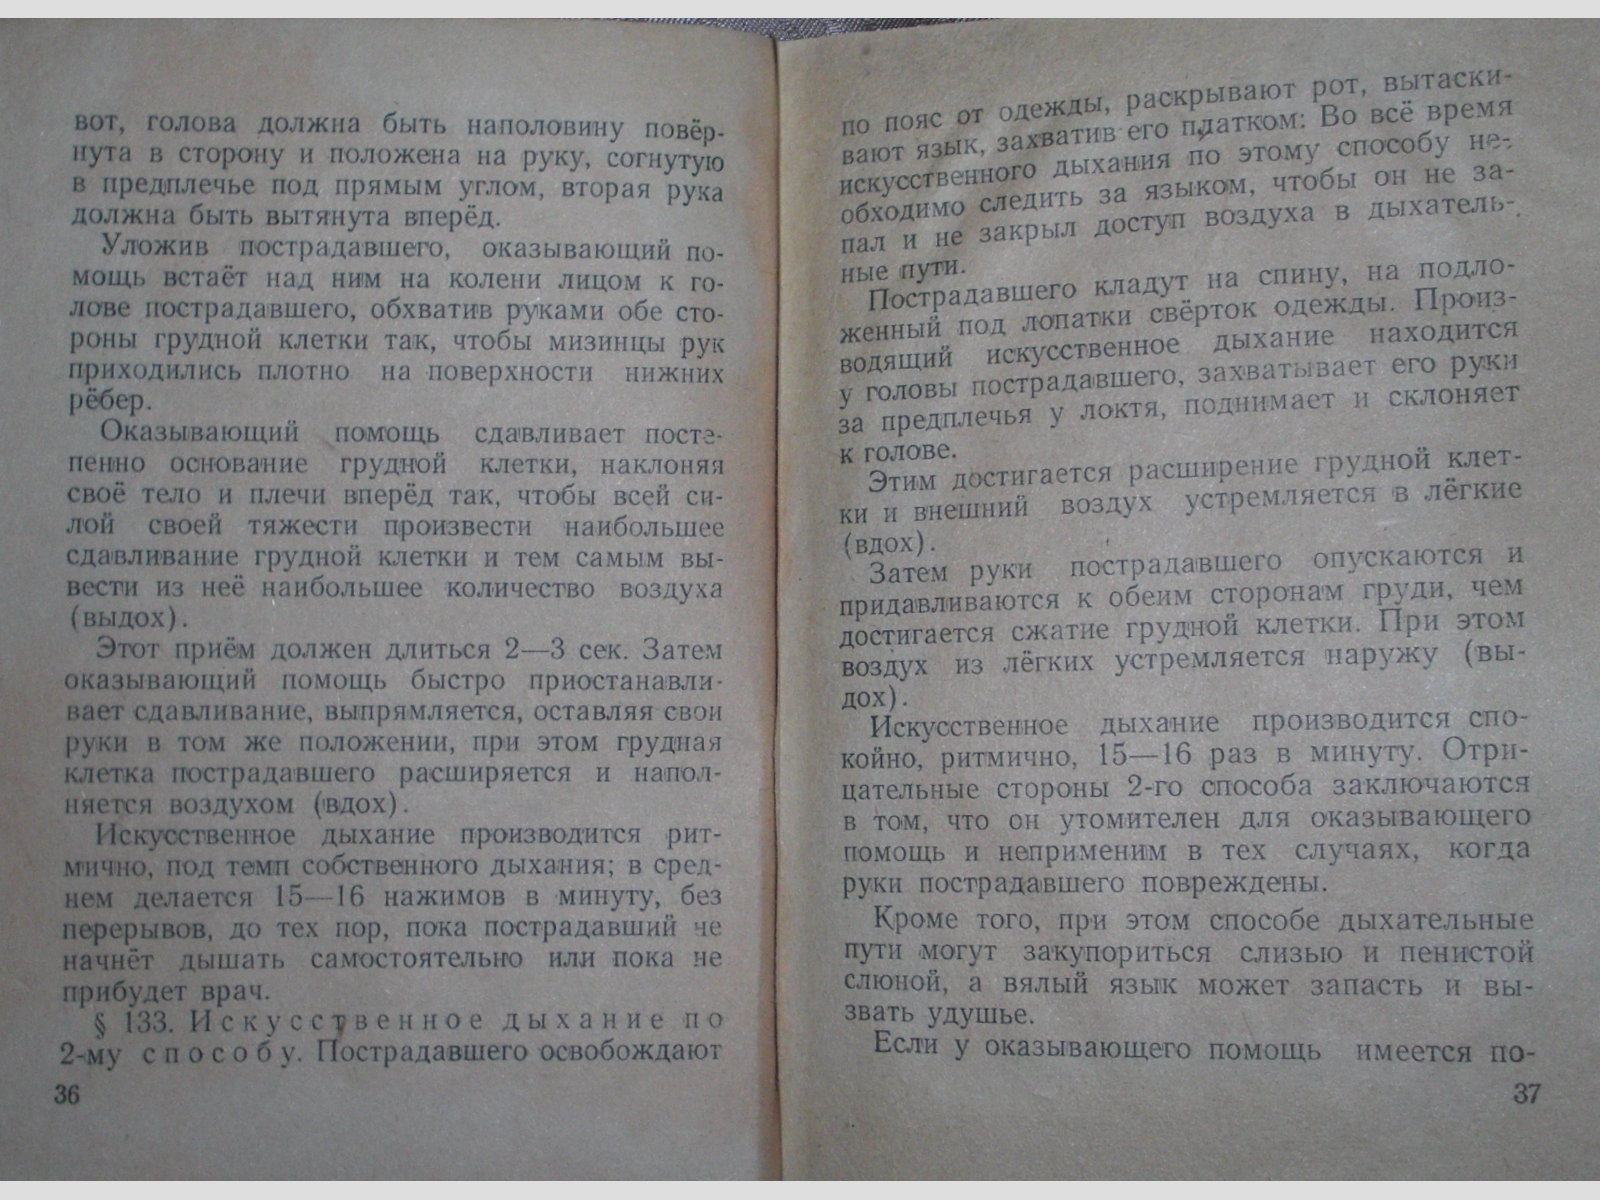 вот, голова должна быть наполовину повёр-
нута в сторону и положена на руку, согнутую
в предплечье под прямым углом, вторая рука
должна быть вытянута вперёд.
Уложив пострадавшего, оказывающий по-
мощь встаёт над ним на колени лицом к го-
лове пострадавшего, обхватив руками обе сто-
роны грудной клетки так, чтобы мизинцы рук
приходились плотно на поверхности нижних
рёбер.
Оказывающий помощь сдавливает посте-
пенно основание грудной клетки, наклоняя
своё тело и плечи вперёд так, чтобы всей си-
лой своей тяжести произвести наибольшее
сдавливание грудной клетки и тем самым вы-
вести из неё наибольшее количество воздуха
(выдох).
Этот приём должен длиться 2—3 сек. Затем
оказывающий помощь быстро приостанавли-
вает сдавливание, выпрямляется, оставляя свои
руки в том же положении, при этом грудная
клетка пострадавшего расширяется и напол-
няется воздухом (вдох).
Искусственное дыхание производится рит-
мично, под темп собственного дыхания; в сред-
нем делается 15—16 нажимов в минуту, без
перерывов, до тех пор, пока пострадавший не
начнёт дышать самостоятельно или пока не
прибудет врач.
§ 133. Искусственное дыхание по
2-му способу. Пострадавшего освобождают
36
по пояс от одежды, раскрывают рот, вытаски-
вают язык, захватив его платком: Во всё время
искусственного дыхания по этому способу не-
обходимо следить за языком, чтобы он не за-
пал и не закрыл доступ воздуха в дыхатель-
ные пути.
Пострадавшего кладут на спину, на подло-
женный под лопатки свёрток одежды. Произ-
водящий искусственное дыхание находится
у головы пострадавшего, захватывает его руки
за предплечья у локтя, поднимает и склоняет
к голове.
Этим достигается расширение грудной клет-
ки и внешний воздух устремляется в лёгкие
(вдох).
Затем руки пострадавшего опускаются и
придавливаются к обеим сторонам груди, чем
достигается сжатие грудной клетки. При этом
воздух из лёгких устремляется наружу (вы-
дох).
Искусственное дыхание производится спо-
койно, ритмично, 15—16 раз в минуту. Отри-
цательные стороны 2-го способа заключаются
в том, что он утомителен для оказывающего
помощь и неприменим в тех случаях, когда
руки пострадавшего повреждены.
Кроме того, при этом способе дыхательные
пути могут закупориться слизью и пенистой
слюной, а вялый язык может запасть и вы-
звать удушье.
Если у оказывающего помощь имеется по-
37